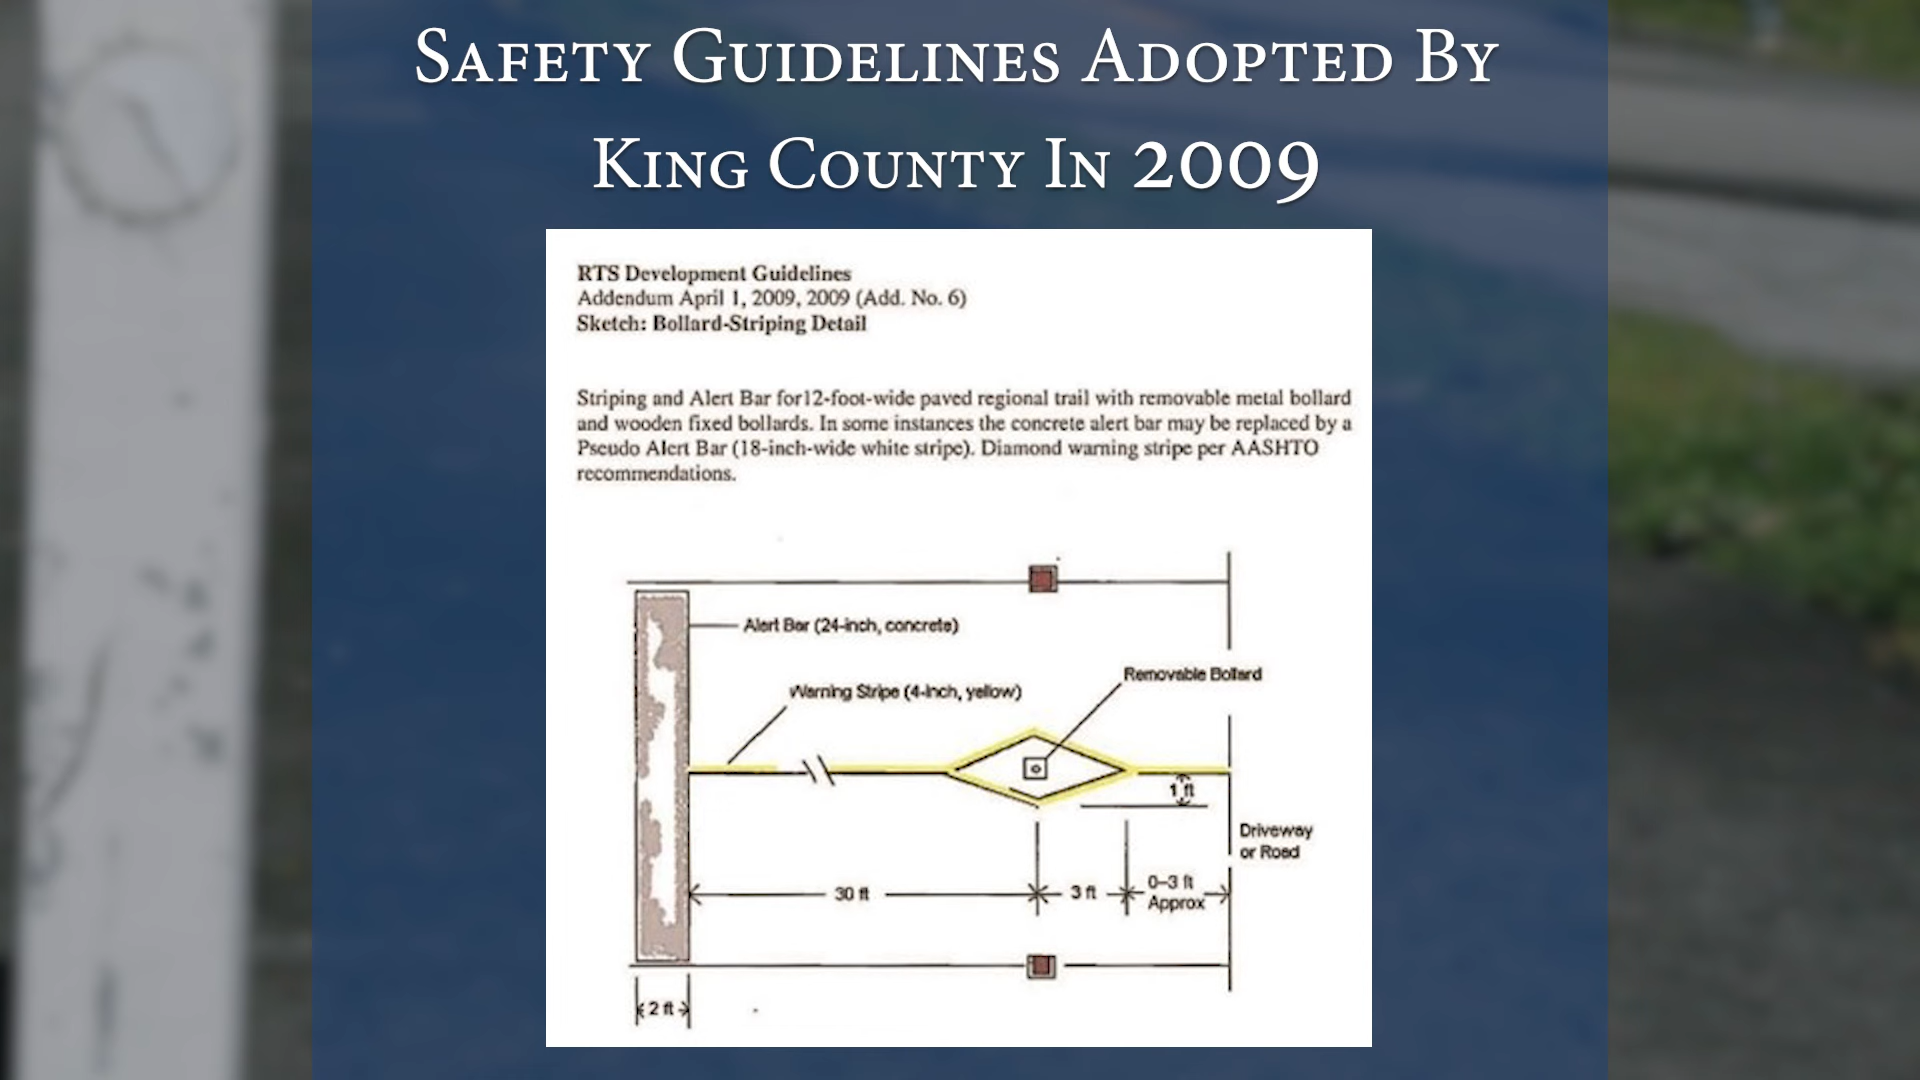 Safety Guidelines Adopted By
King County In 2009
RTS Development Guidelines
Addendum April 1, 2009, 2009 (Add. No. 6)
Sketch: Bollard-Striping Detail
Striping and Alert Bar for12-foot-wide paved regional trail with removable metal bollard
and wooden fixed bollards. In some instances the concrete alert bar may be replaced by a
Pseudo Alert Bar (18-inch-wide white stripe). Diamond warning stripe per AASHTO
recommendations.
Alert Bar (24-inch, concrete)
Removable Bollard
Warning Stripe (4-inch, yellow)
1 ft
Driveway
or Road
30 ft
3 ft
0–3 ft
Approx
2 ft